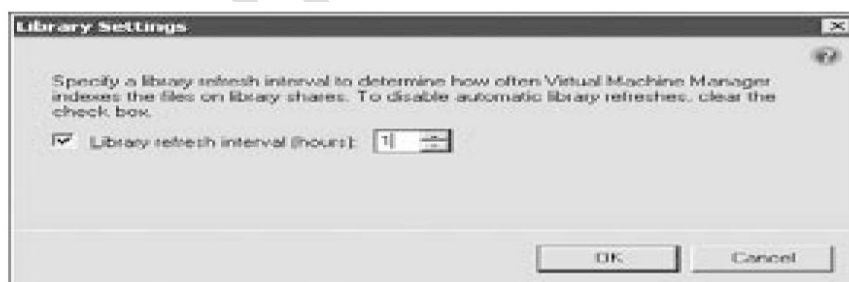 Library Settings
Specify a library refresh interval to determine how often Virtual Machine Manager
indexes the files on library shares. To disable automatic library refreshes, clear the
check box.
Library refresh interval (hours): 1
OK Cancel